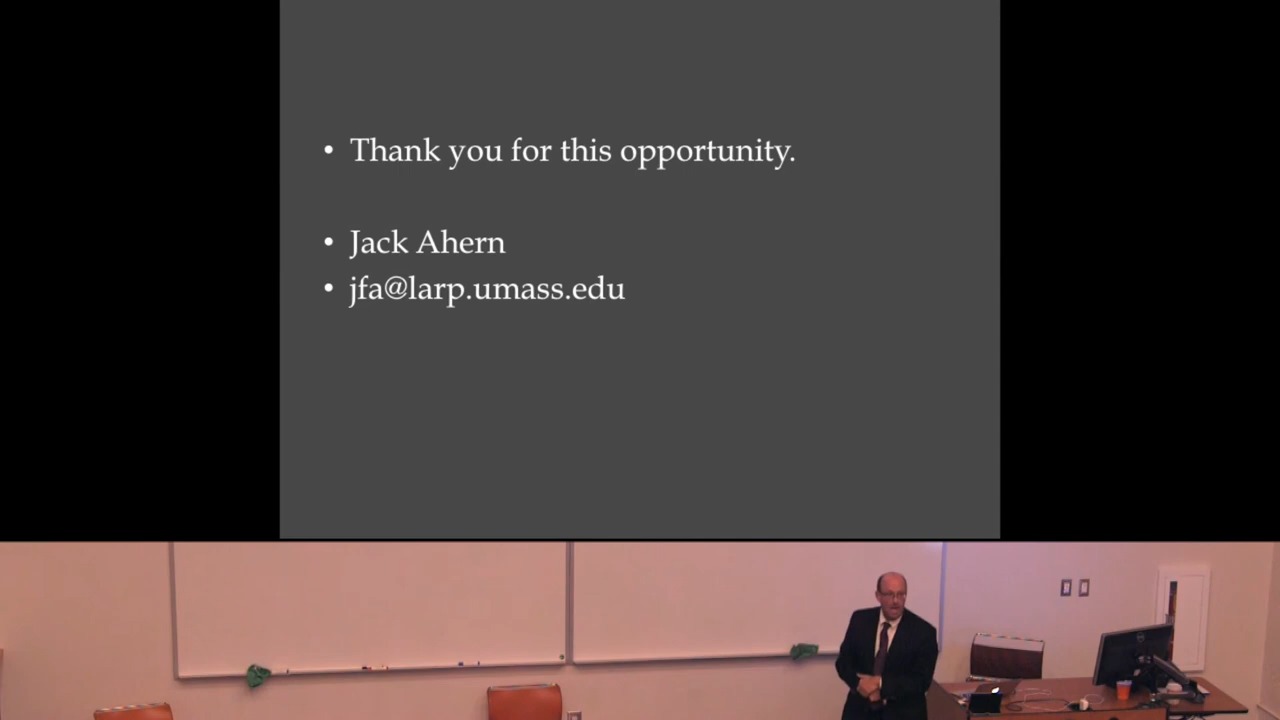 • Thank you for this opportunity.
• Jack Ahern
• jfa@larp.umass.edu